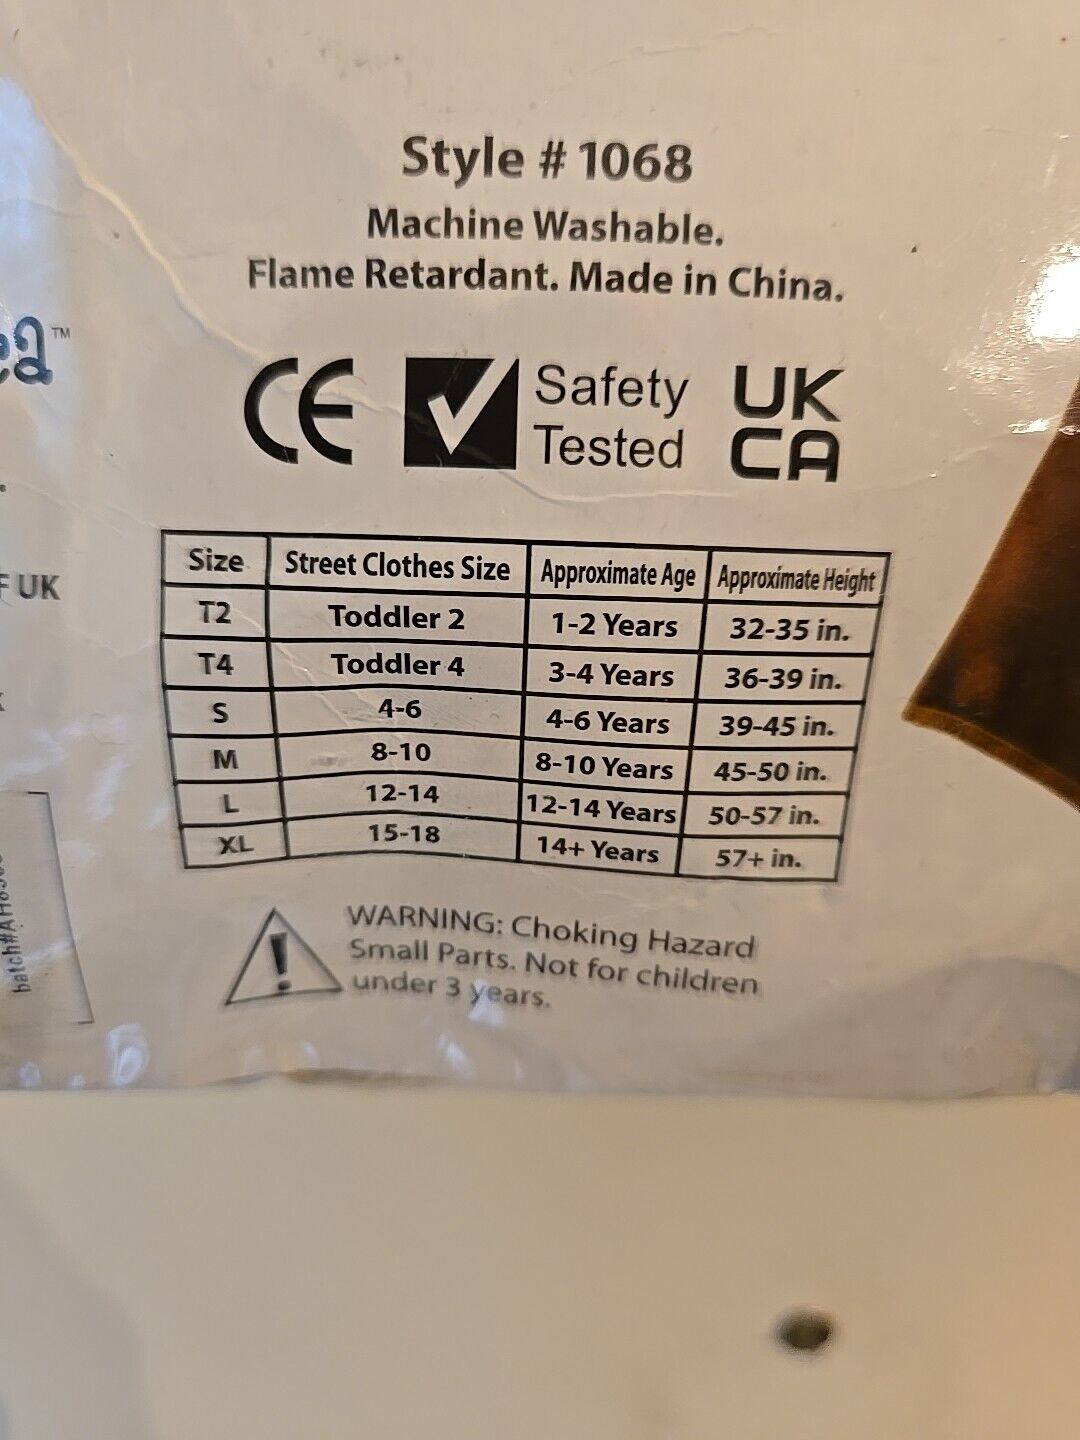 Style # 1068
Machine Washable.
Flame Retardant. Made in China.
TM
CE Safety Tested UK CA
UK
Size Street Clothes Size Approximate Age Approximate Height
T2 Toddler 2 1-2 Years 32-35 in.
T4 Toddler 4 3-4 Years 36-39 in.
S 4-6 4-6 Years 39-45 in.
M 8-10 8-10 Years 45-50 in.
L 12-14 12-14 Years 50-57 in.
XL 15-18 14+ Years 57+ in.
WARNING: Choking Hazard
Small Parts. Not for children
under 3 years.